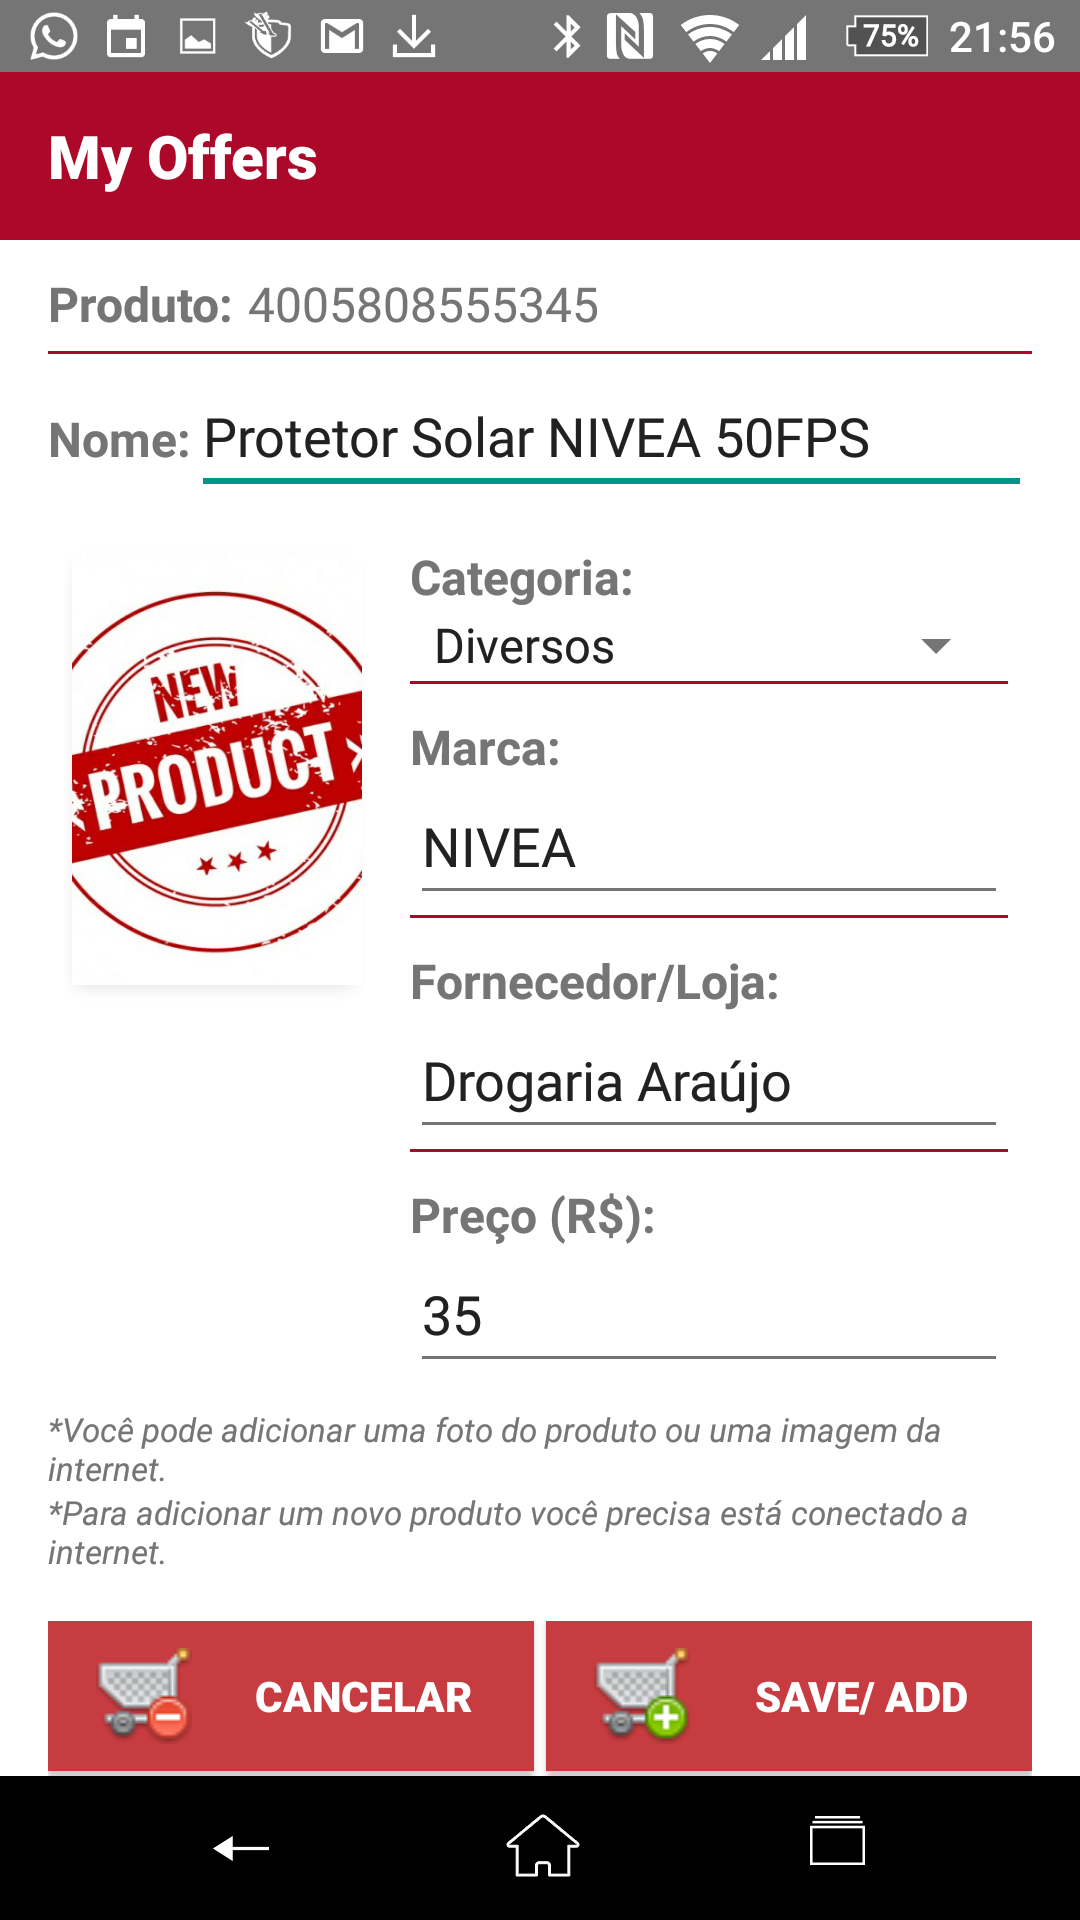 75% 21:56
My Offers
Produto: 4005808555345
Nome: Protetor Solar NIVEA 50FPS
Categoria:
Diversos
NEW
PRODUCT
Marca:
NIVEA
Fornecedor/Loja:
Drogaria Araújo
Preço (R$):
35
*Você pode adicionar uma foto do produto ou uma imagem da
internet.
*Para adicionar um novo produto você precisa está conectado a
internet.
CANCELAR SAVE/ ADD